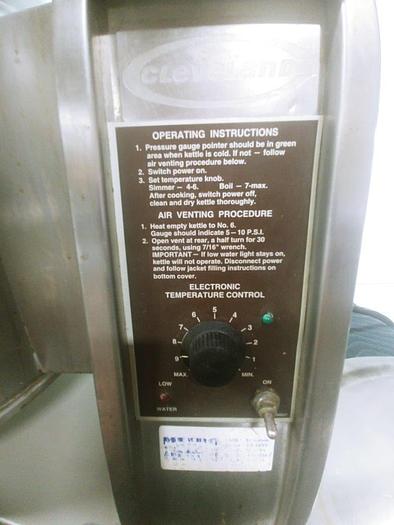 Cleveland
OPERATING INSTRUCTIONS
1. Pressure gauge pointer should be in green
area when kettle is cold. If not — follow
air venting procedure below.
2. Switch power on.
3. Set temperature knob.
Simmer — 4-6. Boil — 7-max.
After cooking, switch power off,
clean and dry kettle thoroughly.
AIR VENTING PROCEDURE
1. Heat empty kettle to No. 6.
Gauge should indicate 5 – 10 P.S.I.
2. Open vent at rear, a half turn for 30
seconds, using 7/16" wrench.
IMPORTANT — If low water light stays on,
kettle will not operate. Disconnect power
and follow jacket filling instructions on
bottom cover.
ELECTRONIC
TEMPERATURE CONTROL
5
6 4
7 3
8 2
9 1
MAX. MIN.
LOW ON
WATER